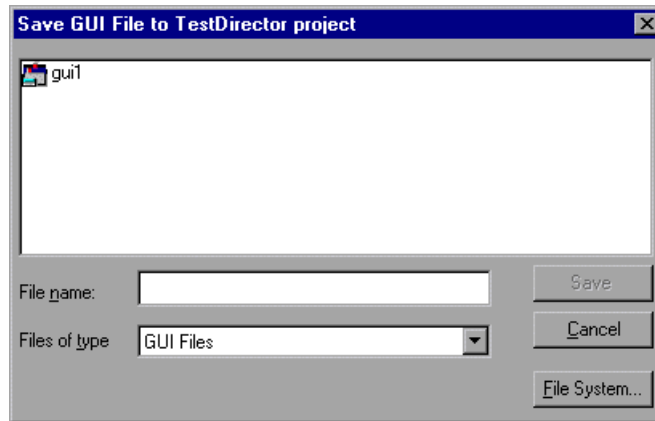 Save GUI File to TestDirector project
gui1
File name:
Save
Files of type
GUI Files
Cancel
File System...